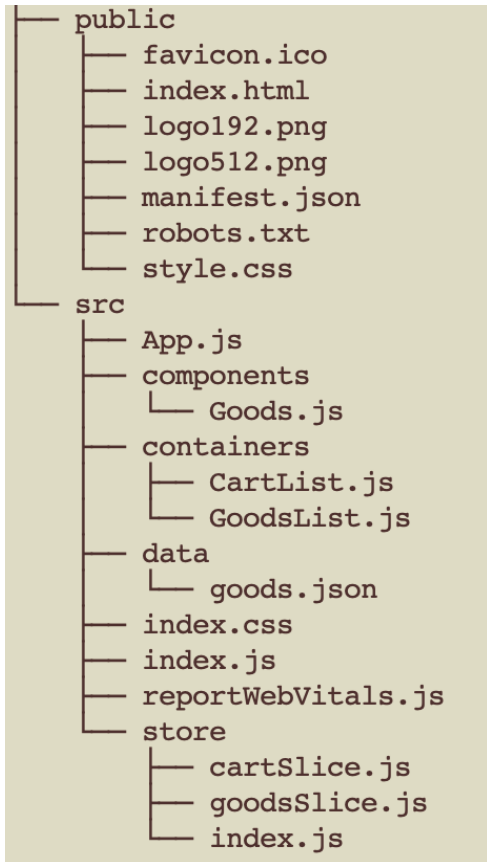 ├── public
│   ├── favicon.ico
│   ├── index.html
│   ├── logo192.png
│   ├── logo512.png
│   ├── manifest.json
│   ├── robots.txt
│   └── style.css
└── src
    ├── App.js
    ├── components
    │   └── Goods.js
    ├── containers
    │   ├── CartList.js
    │   └── GoodsList.js
    ├── data
    │   └── goods.json
    ├── index.css
    ├── index.js
    ├── reportWebVitals.js
    └── store
        ├── cartSlice.js
        ├── goodsSlice.js
        └── index.js